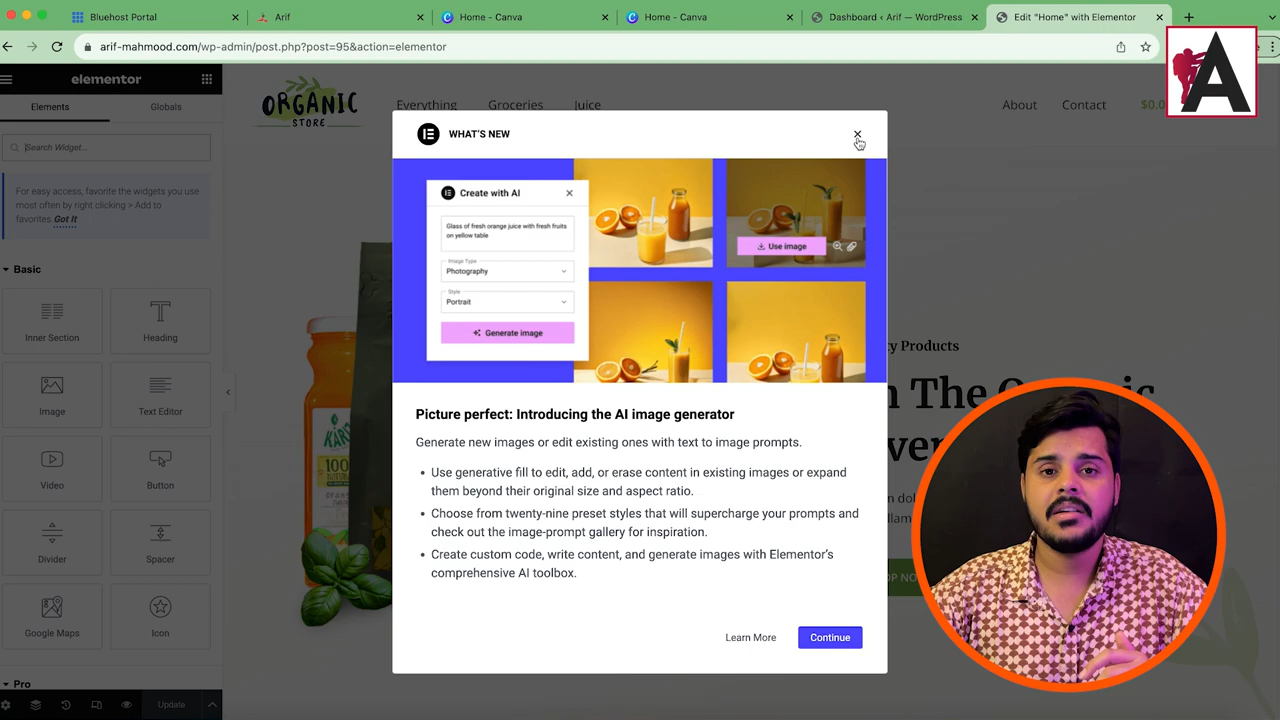 Bluehost Portal
Arif
Home - Canva
Home - Canva
Dashboard ‹ Arif — WordPress
Edit "Home" with Elementor
arif-mahmood.com/wp-admin/post.php?post=95&action=elementor
A
elementor
Elements
Globals
Search Widget...
For easy access, favorite the widgets you
use most often by right clicking > Add to
favorites Got It
Basic
Inner Section
Heading
Image
Text Editor
Video
Button
Divider
Spacer
Google Maps
Icon
Pro
Update
ORGANIC
STORE
Everything
Groceries
Juice
About
Contact
$0.0
WHAT'S NEW
Create with AI
Glass of fresh orange juice with fresh fruits
on yellow table
Image Type
Photography
Style
Portrait
Generate image
Use image
Picture perfect: Introducing the AI image generator
Generate new images or edit existing ones with text to image prompts.
• Use generative fill to edit, add, or erase content in existing images or expand
them beyond their original size and aspect ratio.
• Choose from twenty-nine preset styles that will supercharge your prompts and
check out the image-prompt gallery for inspiration.
• Create custom code, write content, and generate images with Elementor's
comprehensive AI toolbox.
Learn More
Continue
ty Products
n The O